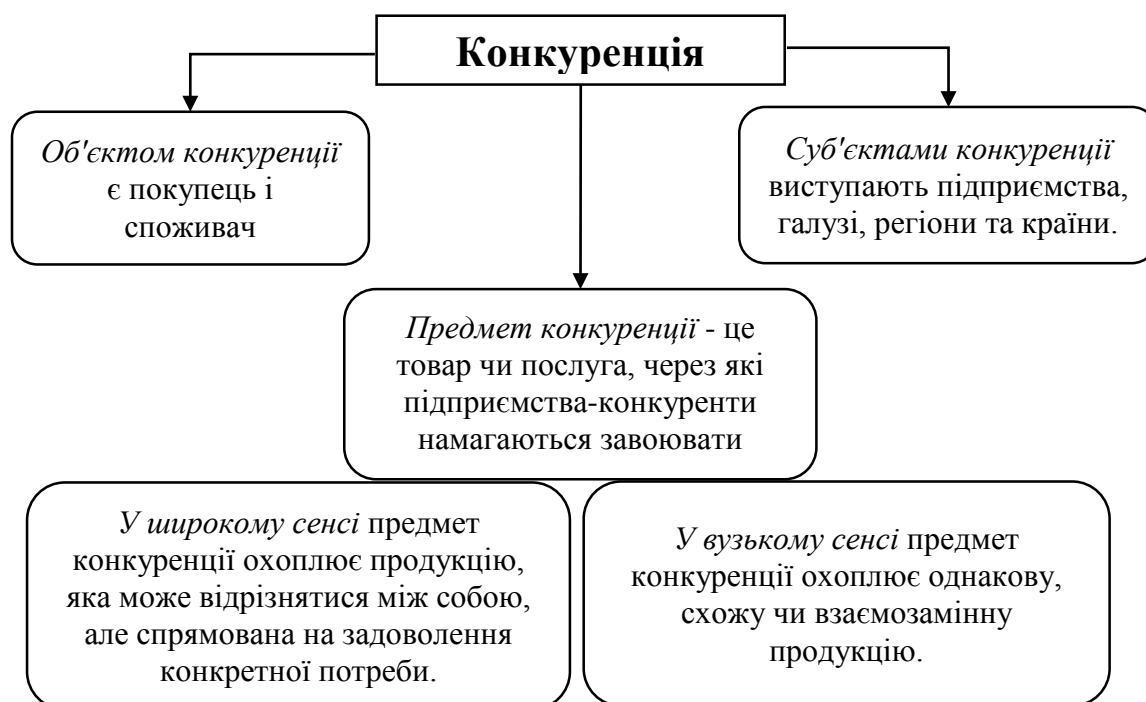 Конкуренція
Об'єктом конкуренції
є покупець і
споживач
Суб'єктами конкуренції
виступають підприємства,
галузі, регіони та країни.
Предмет конкуренції - це
товар чи послуга, через які
підприємства-конкуренти
намагаються завоювати
У широкому сенсі предмет
конкуренції охоплює продукцію,
яка може відрізнятися між собою,
але спрямована на задоволення
конкретної потреби.
У вузькому сенсі предмет
конкуренції охоплює однакову,
схожу чи взаємозамінну
продукцію.